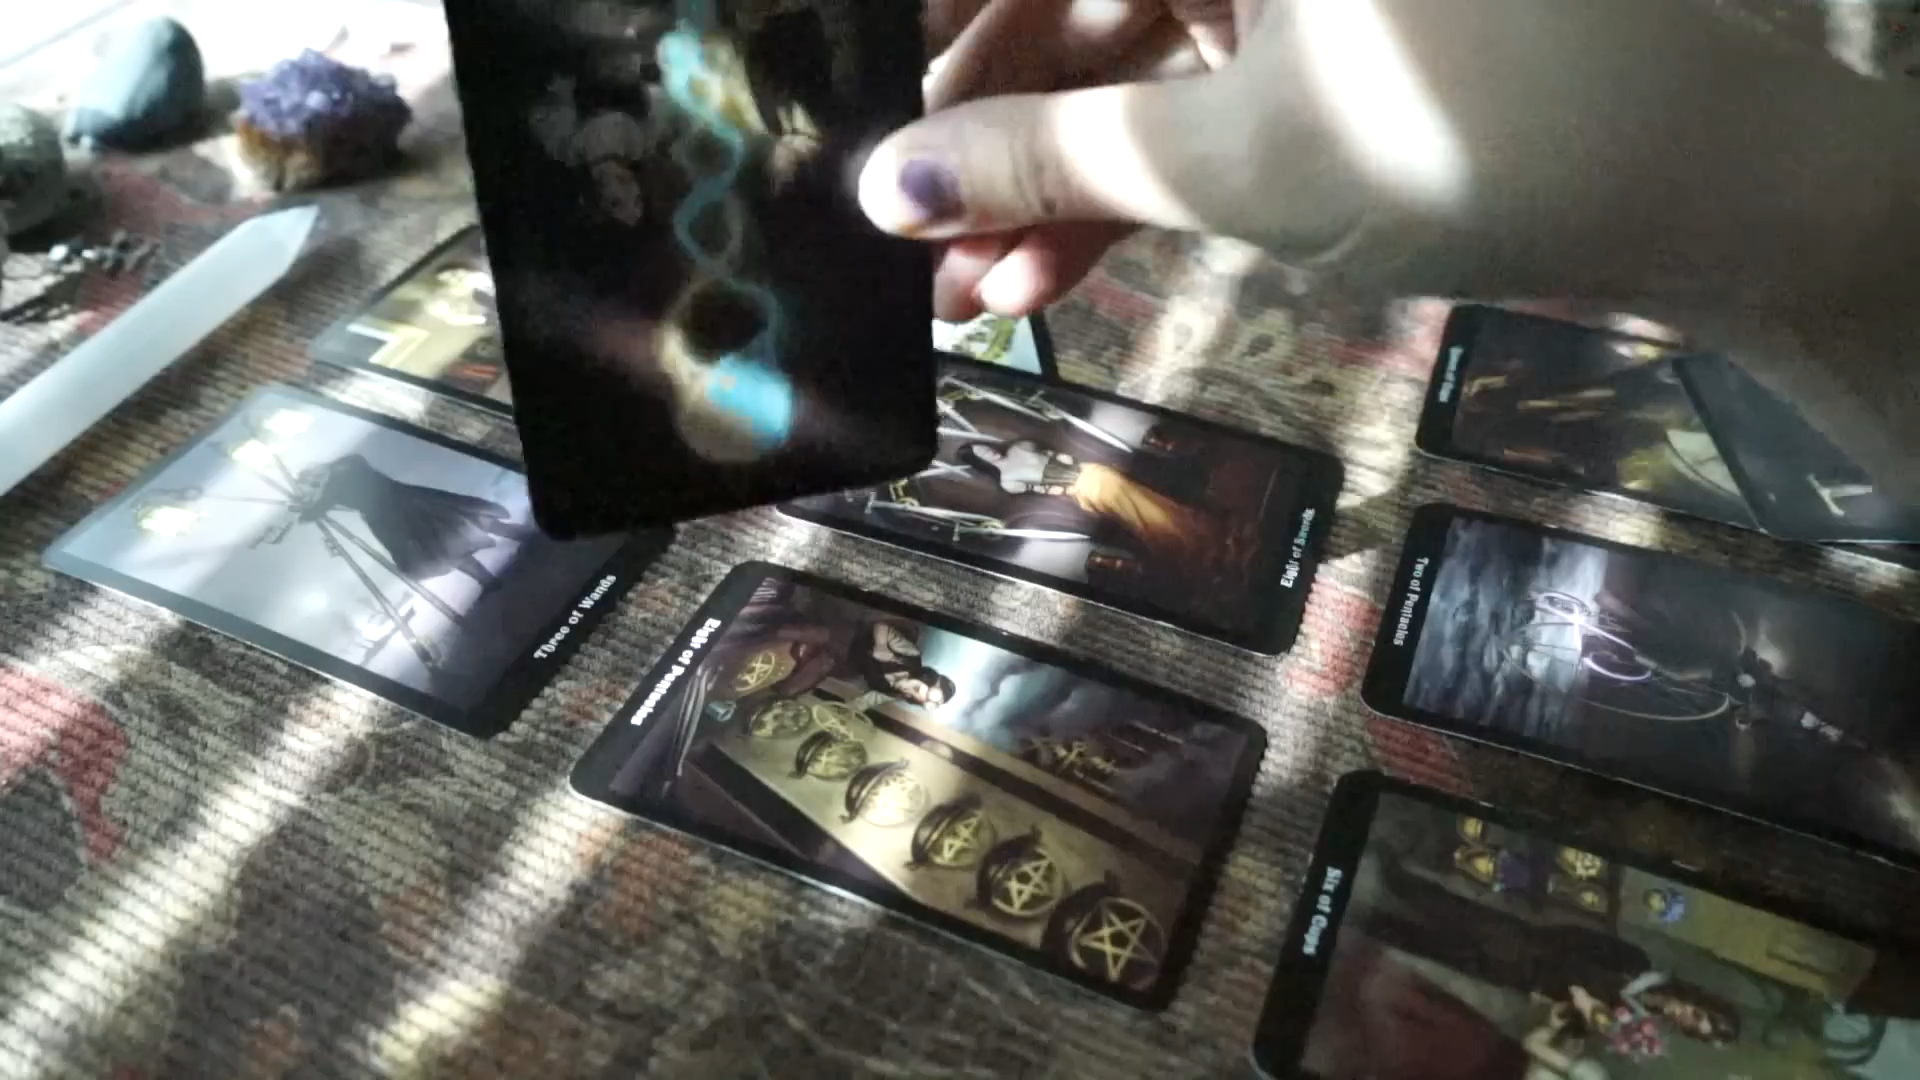 Three of Wands
Eight of Swords
Eight of Pentacles
Two of Pentacles
Six of Cups